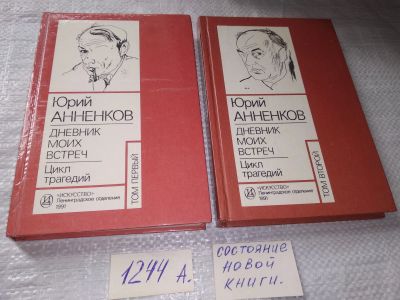 Юрий
АННЕНКОВ
ДНЕВНИК
МОИХ
ВСТРЕЧ
Цикл
трагедий
ТОМ ПЕРВЫЙ
«ИСКУССТВО»
Ленинградское отделение
1991
Юрий
АННЕНКОВ
ДНЕВНИК
МОИХ
ВСТРЕЧ
Цикл
трагедий
ТОМ ВТОРОЙ
«ИСКУССТВО»
Ленинградское отделение
1991
1244 А.
СОСТОЯНИЕ
НОВОЙ
КНИГИ.